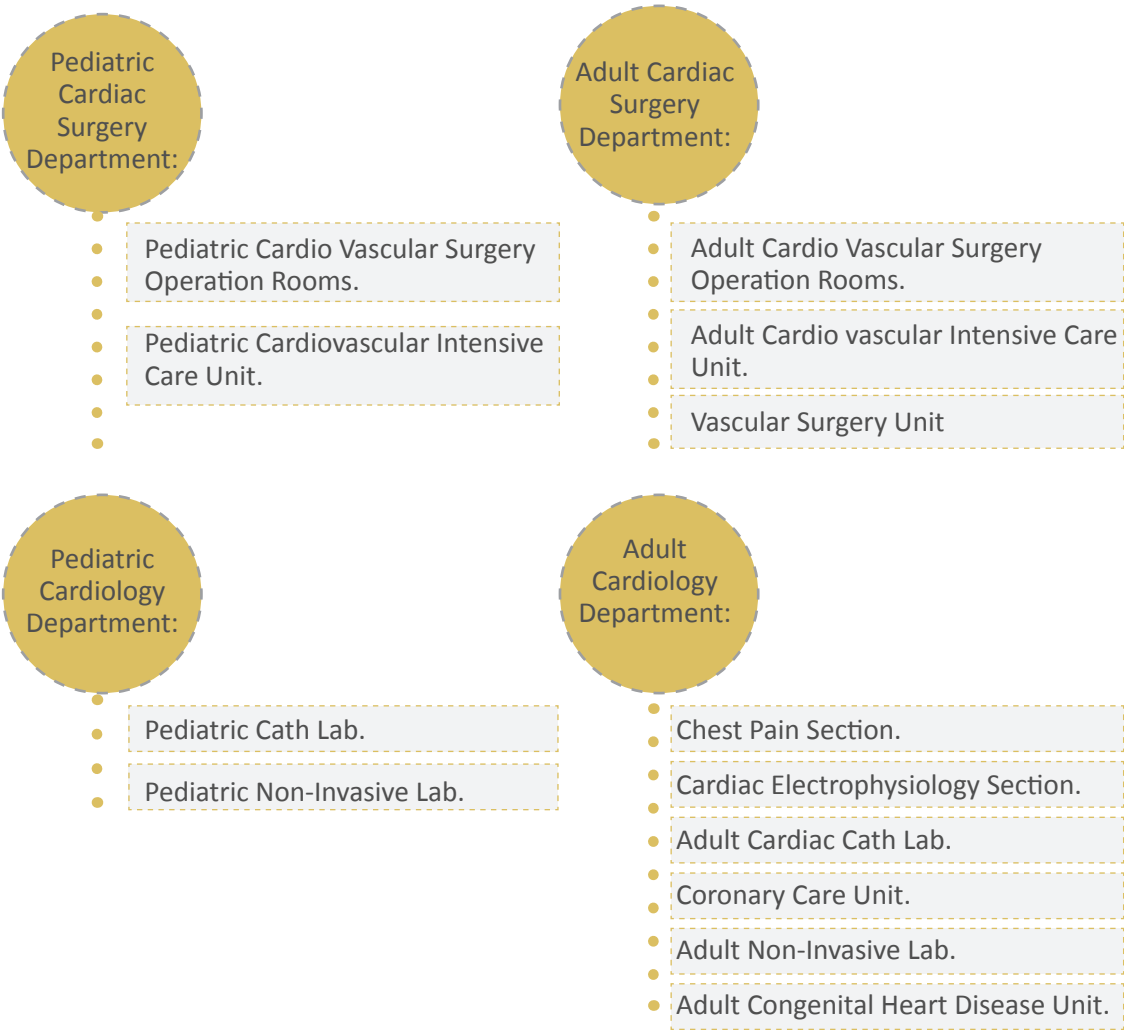 Pediatric
Cardiac
Surgery
Department:
Pediatric Cardio Vascular Surgery
Operation Rooms.
Pediatric Cardiovascular Intensive
Care Unit.
Adult Cardiac
Surgery
Department:
Adult Cardio Vascular Surgery
Operation Rooms.
Adult Cardio vascular Intensive Care
Unit.
Vascular Surgery Unit
Pediatric
Cardiology
Department:
Pediatric Cath Lab.
Pediatric Non-Invasive Lab.
Adult
Cardiology
Department:
Chest Pain Section.
Cardiac Electrophysiology Section.
Adult Cardiac Cath Lab.
Coronary Care Unit.
Adult Non-Invasive Lab.
Adult Congenital Heart Disease Unit.